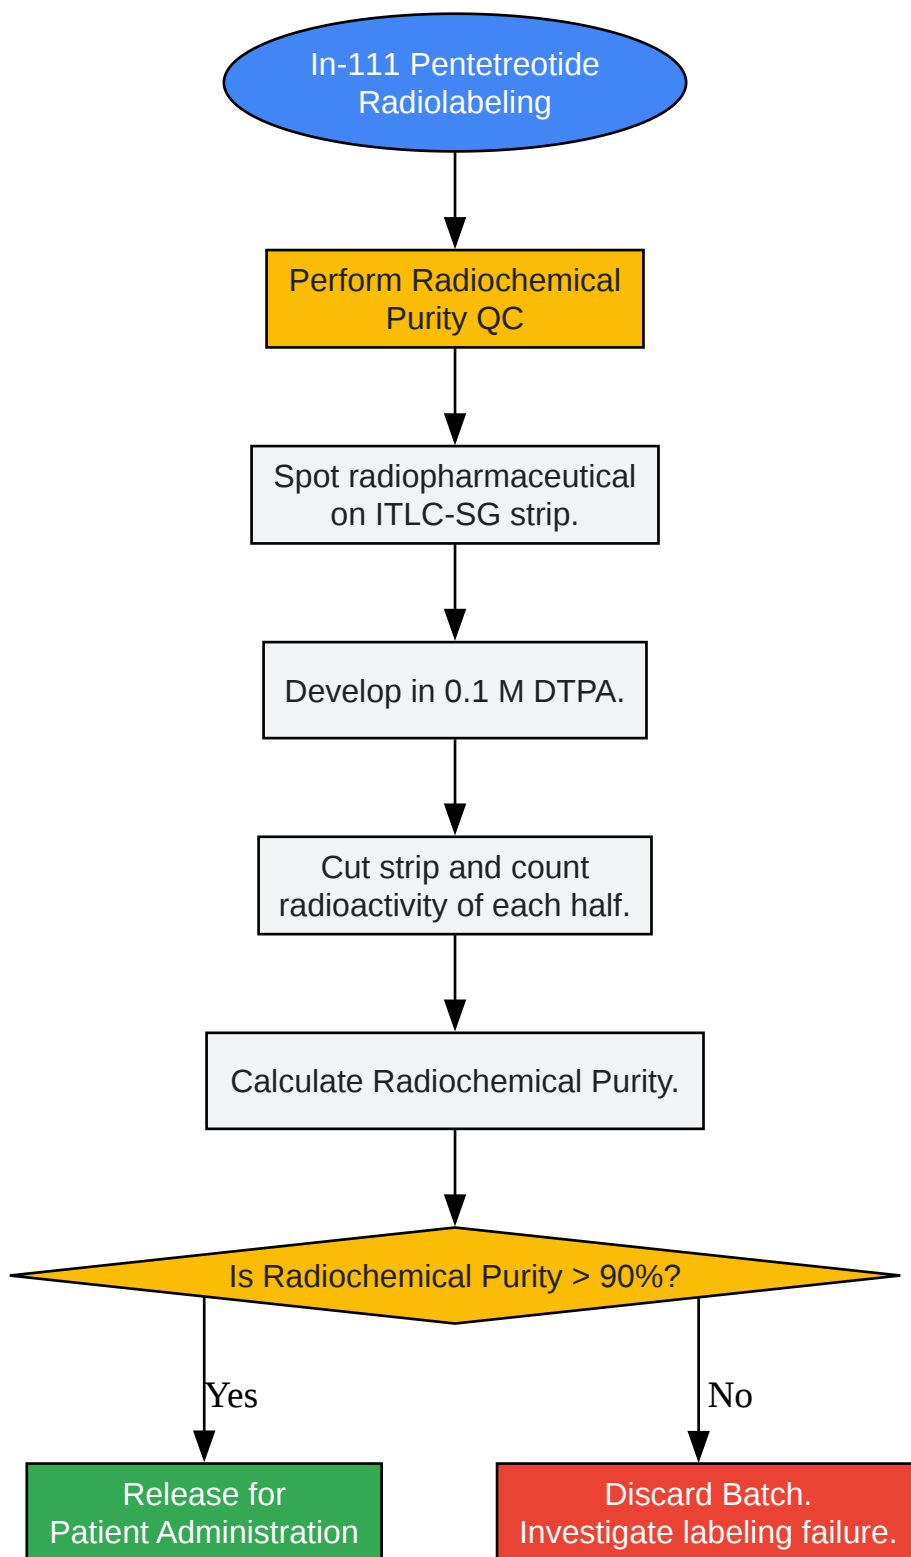 In-111 Pentetreotide
Radiolabeling
Perform Radiochemical
Purity QC
Spot radiopharmaceutical
on ITLC-SG strip.
Develop in 0.1 M DTPA.
Cut strip and count
radioactivity of each half.
Calculate Radiochemical Purity.
Is Radiochemical Purity > 90%?
Yes
No
Release for
Patient Administration
Discard Batch.
Investigate labeling failure.